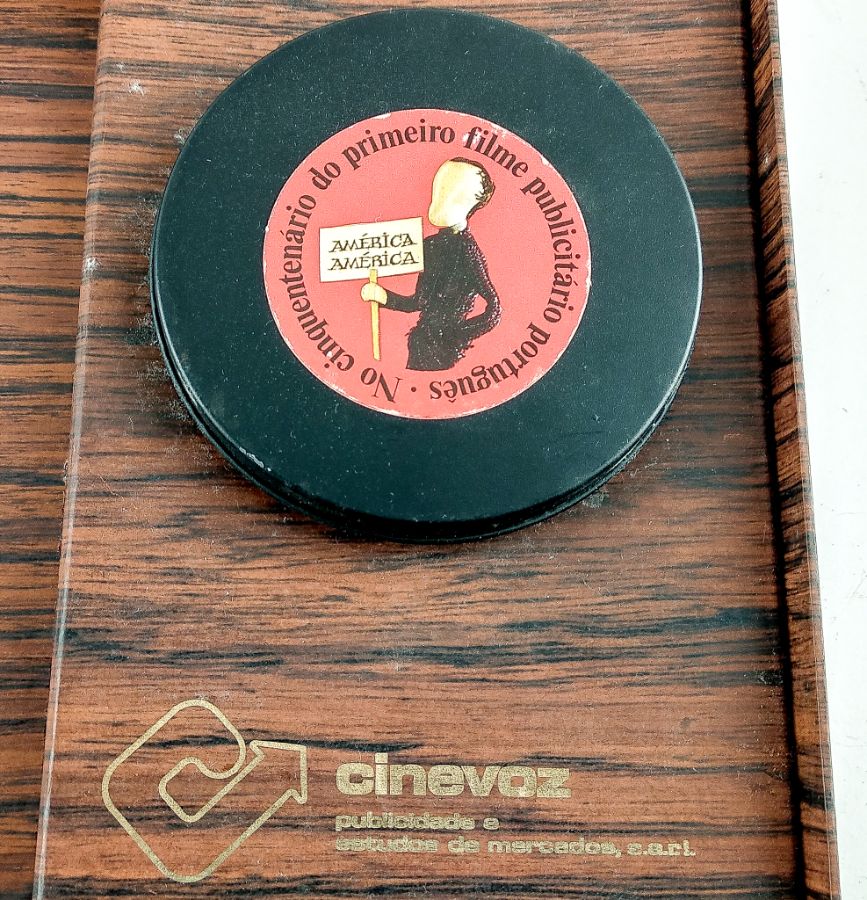 No cinquentenário do primeiro filme publicitário português ·
AMÉRICA
AMÉRICA
cinevoz
publicidade e
estudos de mercados, s.a.r.l.